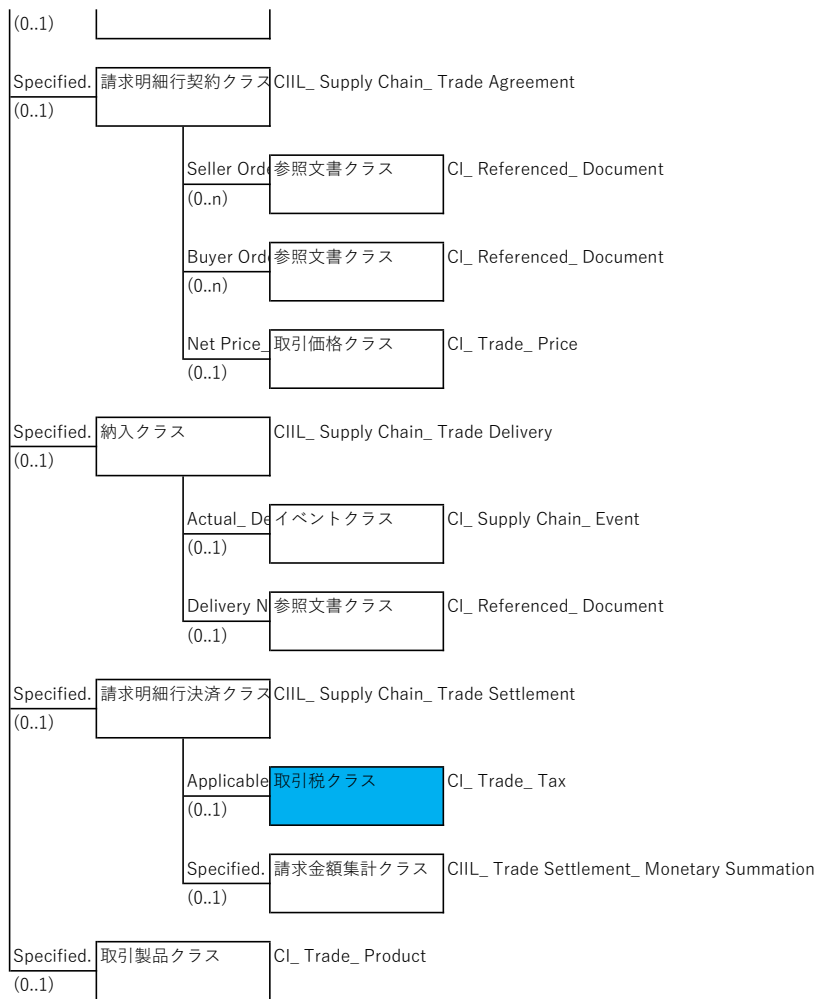 (0..1)
Specified. 請求明細行契約クラス CIIL_ Supply Chain_ Trade Agreement
(0..1)
Seller Orde 参照文書クラス CI_ Referenced_ Document
(0..n)
Buyer Ord 参照文書クラス CI_ Referenced_ Document
(0..n)
Net Price_ 取引価格クラス CI_ Trade_ Price
(0..1)
Specified. 納入クラス CIIL_ Supply Chain_ Trade Delivery
(0..1)
Actual_ De イベントクラス CI_ Supply Chain_ Event
(0..1)
Delivery N 参照文書クラス CI_ Referenced_ Document
(0..1)
Specified. 請求明細行決済クラス CIIL_ Supply Chain_ Trade Settlement
(0..1)
Applicable 取引税クラス CI_ Trade_ Tax
(0..1)
Specified. 請求金額集計クラス CIIL_ Trade Settlement_ Monetary Summation
(0..1)
Specified. 取引製品クラス CI_ Trade_ Product
(0..1)